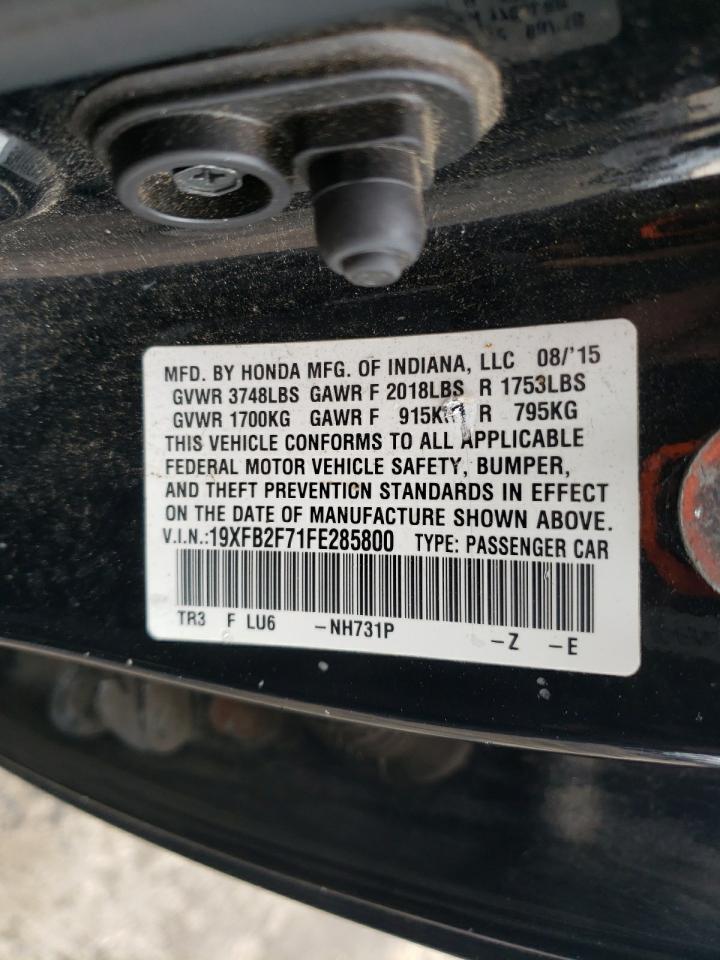 MFD. BY HONDA MFG. OF INDIANA, LLC 08/'15
GVWR 3748LBS GAWR F 2018LBS R 1753LBS
GVWR 1700KG GAWR F 915KG R 795KG
THIS VEHICLE CONFORMS TO ALL APPLICABLE
FEDERAL MOTOR VEHICLE SAFETY, BUMPER,
AND THEFT PREVENTION STANDARDS IN EFFECT
ON THE DATE OF MANUFACTURE SHOWN ABOVE.
V.I.N.:19XFB2F71FE285800 TYPE: PASSENGER CAR
TR3 F LU6 -NH731P -Z -E